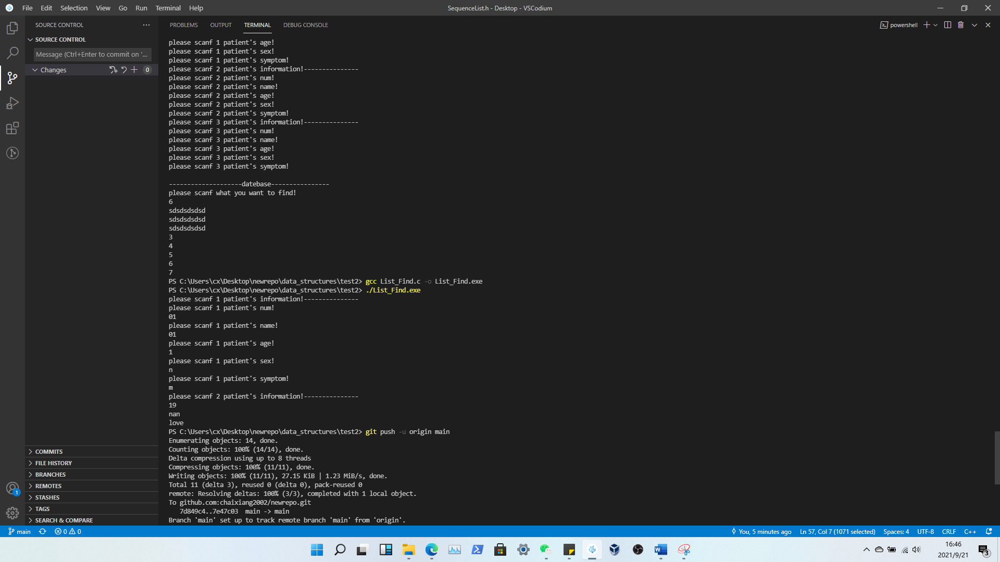 File Edit Selection View Go Run Terminal Help
SequenceList.h - Desktop - VSCodium
SOURCE CONTROL
SOURCE CONTROL
Message (Ctrl+Enter to commit on '...
Changes
0
COMMITS
FILE HISTORY
BRANCHES
REMOTES
STASHES
TAGS
SEARCH & COMPARE
1
PROBLEMS OUTPUT TERMINAL DEBUG CONSOLE
powershell
please scanf 1 patient's age!
please scanf 1 patient's sex!
please scanf 1 patient's symptom!
please scanf 2 patient's information!---------------
please scanf 2 patient's num!
please scanf 2 patient's name!
please scanf 2 patient's age!
please scanf 2 patient's sex!
please scanf 2 patient's symptom!
please scanf 3 patient's information!---------------
please scanf 3 patient's num!
please scanf 3 patient's name!
please scanf 3 patient's age!
please scanf 3 patient's sex!
please scanf 3 patient's symptom!
--------------------datebase----------------
please scanf what you want to find!
6
sdsdsdsdsd
sdsdsdsdsd
sdsdsdsdsd
3
4
5
6
7
PS C:\Users\cx\Desktop\newrepo\data_structures\test2> gcc List_Find.c -o List_Find.exe
PS C:\Users\cx\Desktop\newrepo\data_structures\test2> ./List_Find.exe
please scanf 1 patient's information!---------------
please scanf 1 patient's num!
01
please scanf 1 patient's name!
01
please scanf 1 patient's age!
1
please scanf 1 patient's sex!
n
please scanf 1 patient's symptom!
m
please scanf 2 patient's information!---------------
19
nan
love
PS C:\Users\cx\Desktop\newrepo\data_structures\test2> git push -u origin main
Enumerating objects: 14, done.
Counting objects: 100% (14/14), done.
Delta compression using up to 8 threads
Compressing objects: 100% (11/11), done.
Writing objects: 100% (11/11), 27.15 KiB | 1.23 MiB/s, done.
Total 11 (delta 3), reused 0 (delta 0), pack-reused 0
remote: Resolving deltas: 100% (3/3), completed with 1 local object.
To github.com:chaixiang2002/newrepo.git
7d849c4..7e47c03 main -> main
Branch 'main' set up to track remote branch 'main' from 'origin'.
main 0 0 You, 5 minutes ago Ln 57, Col 7 (1071 selected) Spaces: 4 UTF-8 CRLF C++
W
16:46
2021/9/21
3